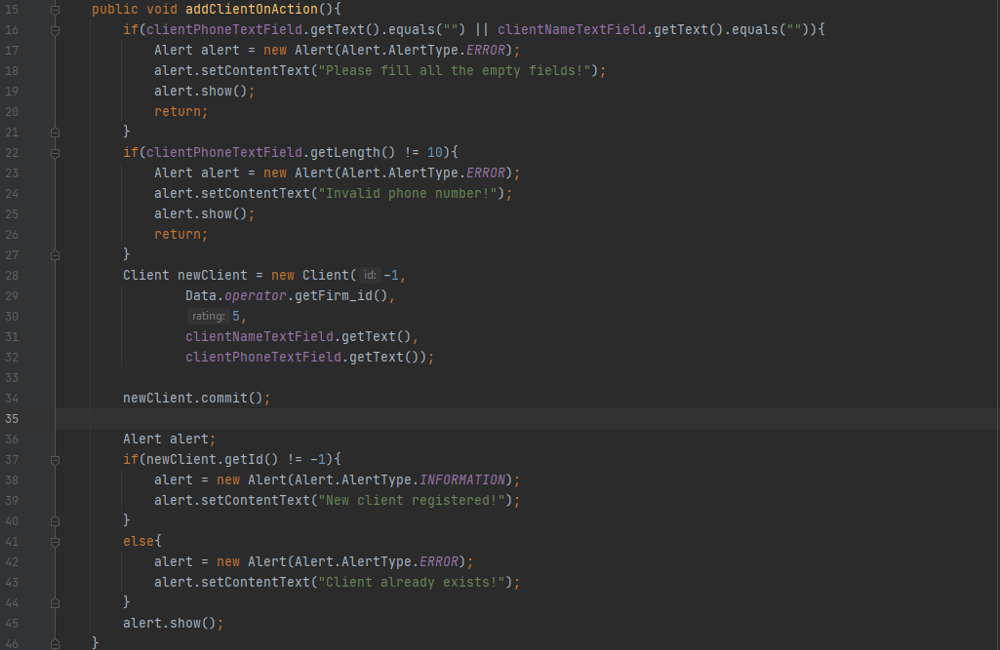 15 public void addClientOnAction(){
16 if(clientPhoneTextField.getText().equals("") || clientNameTextField.getText().equals("")){
17 Alert alert = new Alert(Alert.AlertType.ERROR);
18 alert.setContentText("Please fill all the empty fields!");
19 alert.show();
20 return;
21 }
22 if(clientPhoneTextField.getLength() != 10){
23 Alert alert = new Alert(Alert.AlertType.ERROR);
24 alert.setContentText("Invalid phone number!");
25 alert.show();
26 return;
27 }
28 Client newClient = new Client( id: -1,
29 Data.operator.getFirm_id(),
30 rating: 5,
31 clientNameTextField.getText(),
32 clientPhoneTextField.getText());
33
34 newClient.commit();
35
36 Alert alert;
37 if(newClient.getId() != -1){
38 alert = new Alert(Alert.AlertType.INFORMATION);
39 alert.setContentText("New client registered!");
40 }
41 else{
42 alert = new Alert(Alert.AlertType.ERROR);
43 alert.setContentText("Client already exists!");
44 }
45 alert.show();
46 }